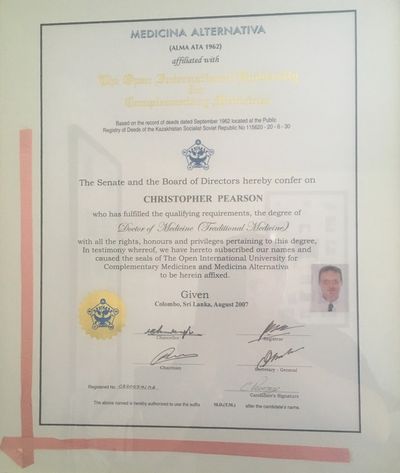 MEDICINA ALTERNATIVA
(ALMA ATA 1962)
affiliated with
The Open International University
for
Complementary Medicines
Based on the record of deeds dated September 1962 located at the Public
Registry of Deeds of the Kazakhistan Socialist Soviet Republic No 115620 - 20 - 6 - 30
The Senate and the Board of Directors hereby confer on
CHRISTOPHER PEARSON
who has fulfilled the qualifying requirements, the degree of
Doctor of Medicine (Traditional Medicine)
with all the rights, honours and privileges pertaining to this degree,
In testimony whereof, we have hereto subscribed our names and
caused the seals of The Open International University for
Complementary Medicines and Medicina Alternativa
to be herein affixed.
Given
Colombo, Sri Lanka, August 2007
Chancellor
Registrar
Chairman
Secretary - General
Candidate's Signature
Registered No
The above named is hereby authorised to use the suffix M.D.(T.M.) after the candidate's name.